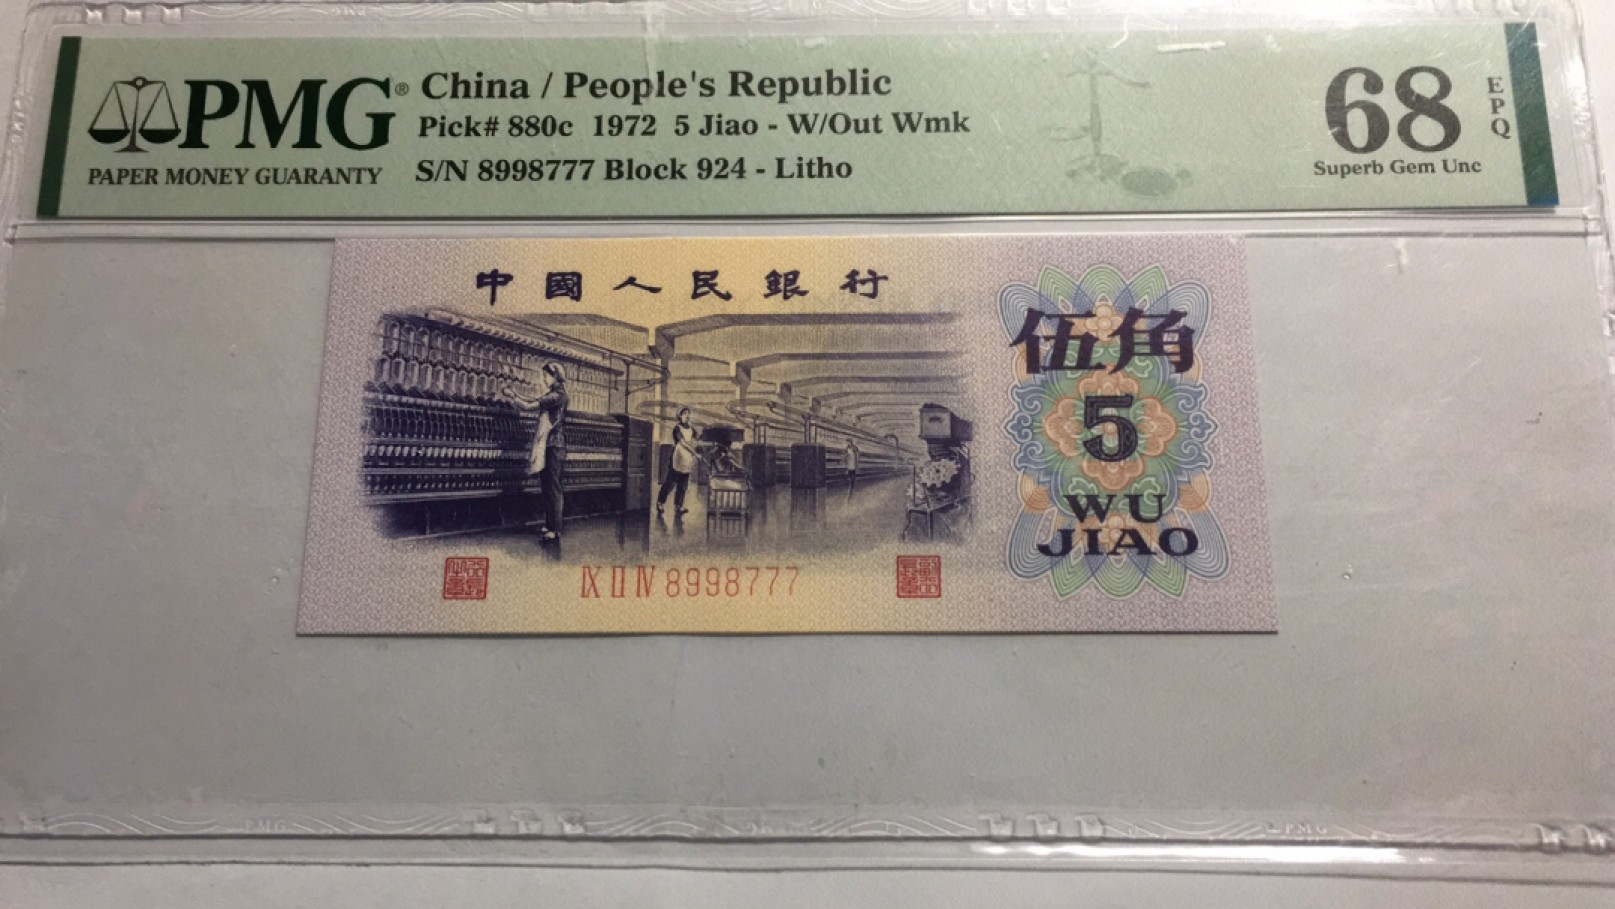 PMG®
PAPER MONEY GUARANTY
China / People's Republic
Pick# 880c 1972 5 Jiao - W/Out Wmk
S/N 8998777 Block 924 - Litho
68
EPQ
Superb Gem Unc
中國人民銀行
伍角
5
WU
JIAO
IX II IV 8998777
PMG
PMG